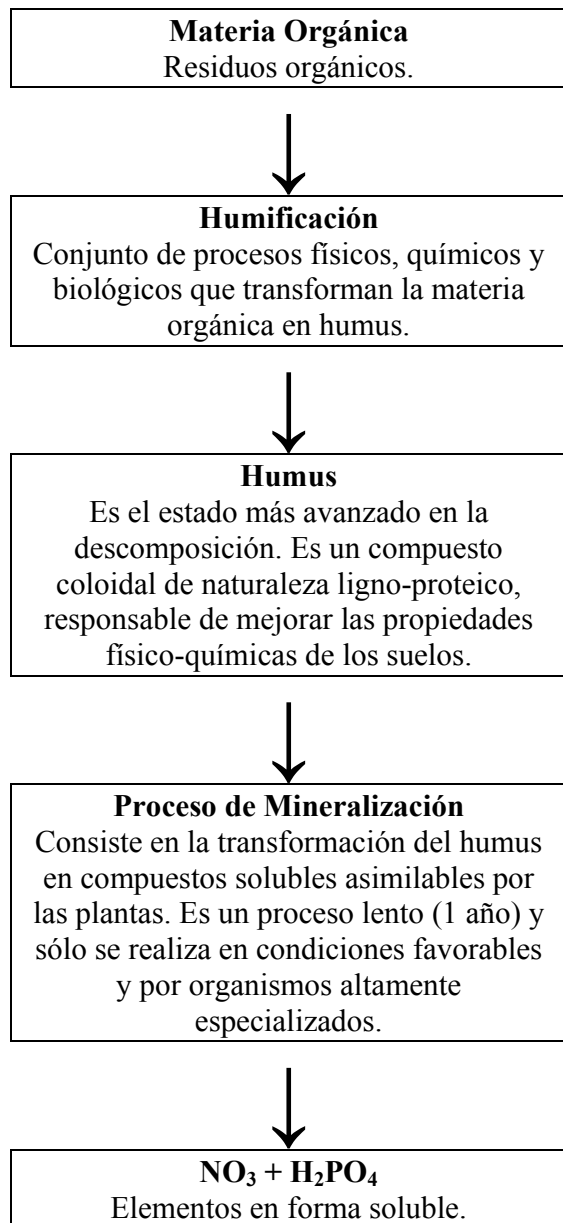 Materia Orgánica
Residuos orgánicos.
Humificación
Conjunto de procesos físicos, químicos y
biológicos que transforman la materia
orgánica en humus.
Humus
Es el estado más avanzado en la
descomposición. Es un compuesto
coloidal de naturaleza ligno-proteico,
responsable de mejorar las propiedades
físico-químicas de los suelos.
Proceso de Mineralización
Consiste en la transformación del humus
en compuestos solubles asimilables por
las plantas. Es un proceso lento (1 año) y
sólo se realiza en condiciones favorables
y por organismos altamente
especializados.
NO₃ + H₂PO₄
Elementos en forma soluble.